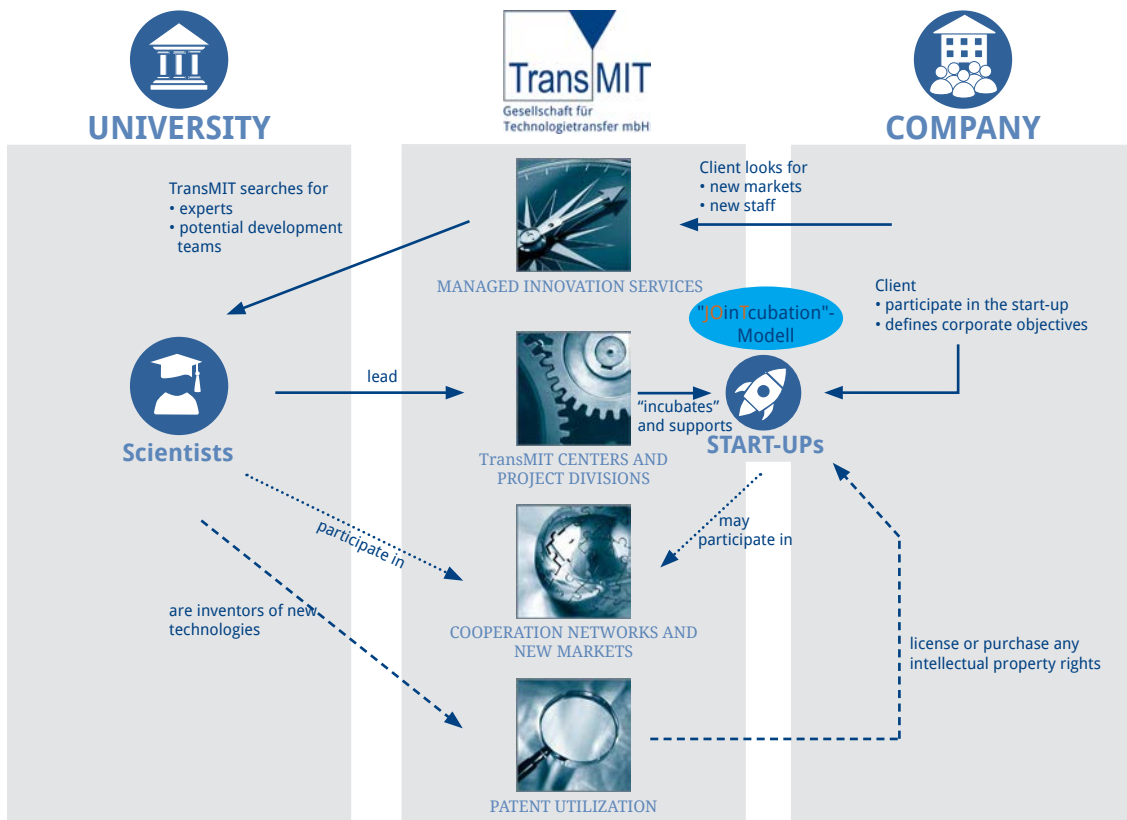 UNIVERSITY
TransMIT
Gesellschaft für
Technologietransfer mbH
COMPANY
TransMIT searches for
• experts
• potential development
teams
Client looks for
• new markets
• new staff
MANAGED INNOVATION SERVICES
"JOinTcubation"-
Modell
Client
• participate in the start-up
• defines corporate objectives
Scientists
lead
“incubates”
and supports
START-UPs
TransMIT CENTERS AND
PROJECT DIVISIONS
participate in
may
participate in
COOPERATION NETWORKS AND
NEW MARKETS
are inventors of new
technologies
license or purchase any
intellectual property rights
PATENT UTILIZATION